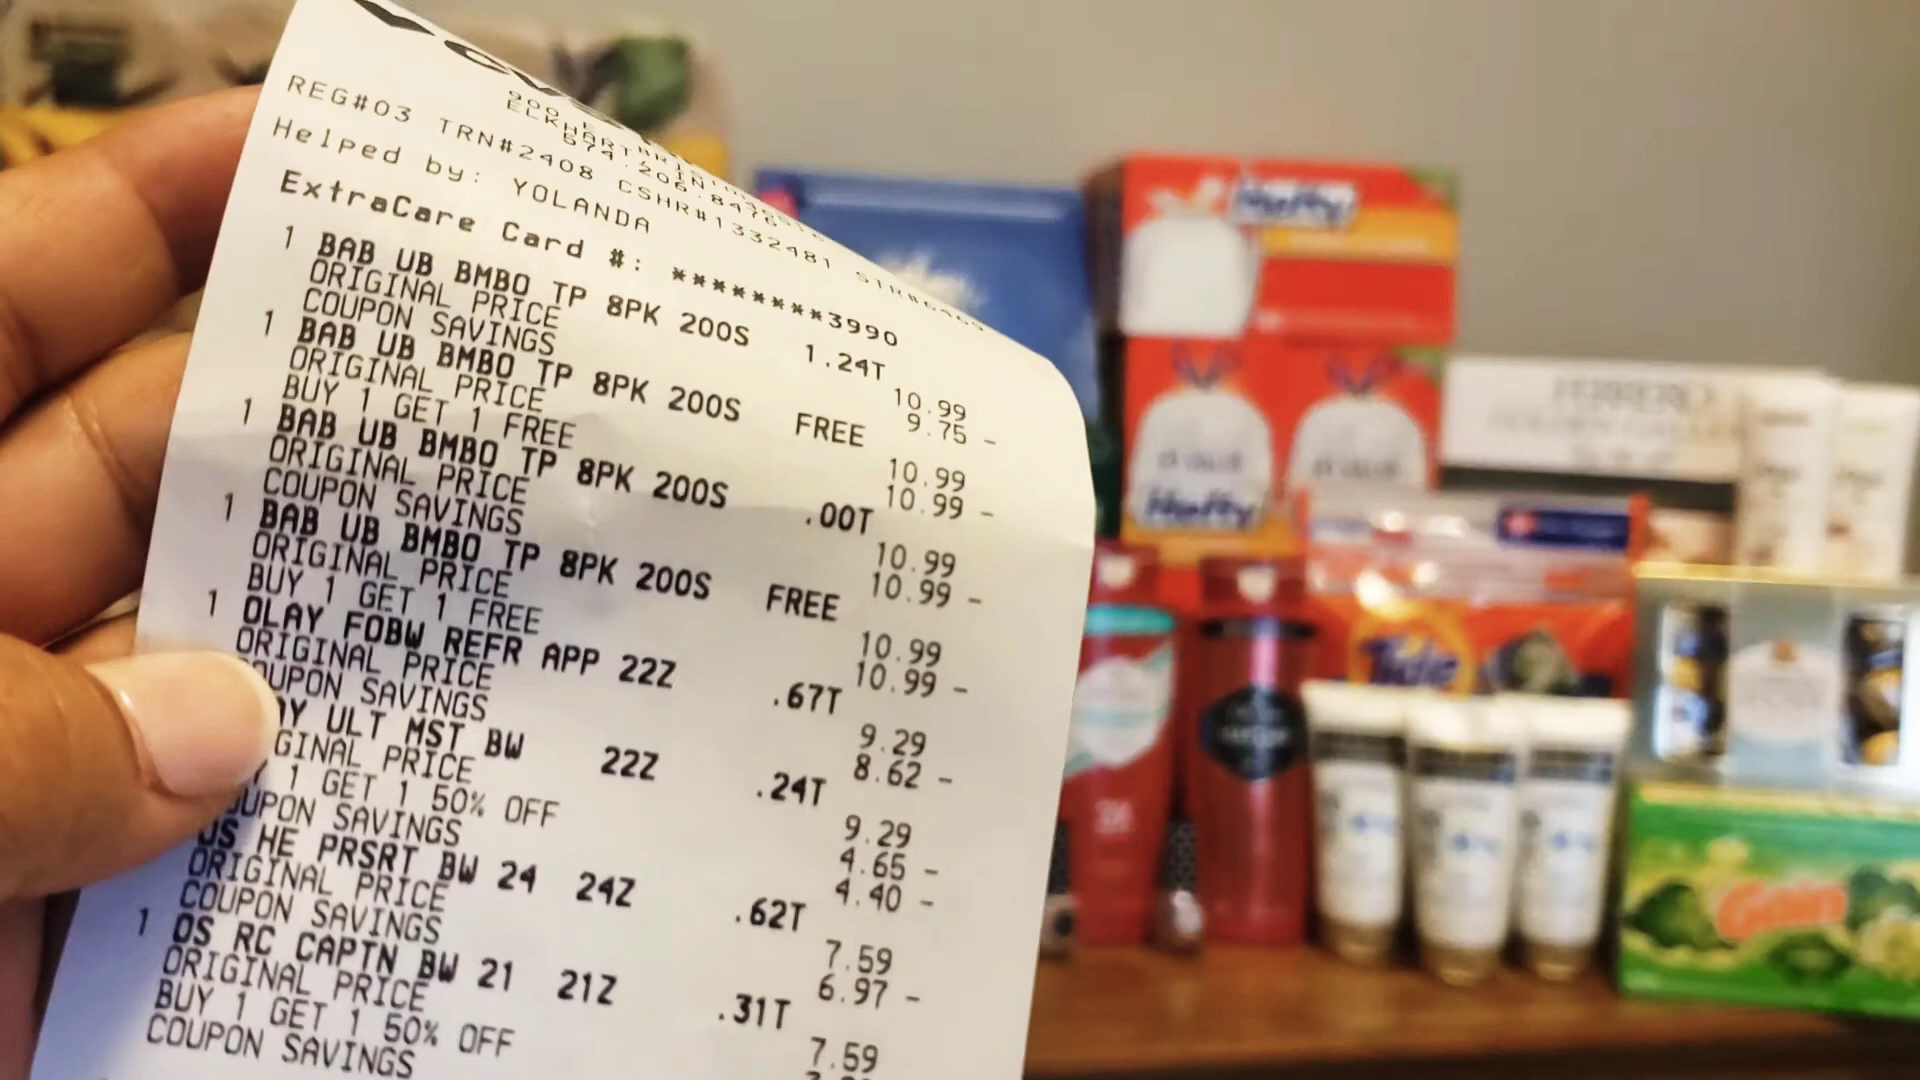 CVS
REG#03 TRN#2408 CSHR#1332481
Helped by: YOLANDA
ExtraCare Card #: ********3990
1 BAB UB BMBO TP 8PK 200S 1.24T
ORIGINAL PRICE 10.99
COUPON SAVINGS 9.75 -
1 BAB UB BMBO TP 8PK 200S FREE
ORIGINAL PRICE 10.99
BUY 1 GET 1 FREE 10.99 -
1 BAB UB BMBO TP 8PK 200S .00T
ORIGINAL PRICE 10.99
COUPON SAVINGS 10.99 -
1 BAB UB BMBO TP 8PK 200S FREE
ORIGINAL PRICE 10.99
BUY 1 GET 1 FREE 10.99 -
1 OLAY FOBW REFR APP 22Z .67T
ORIGINAL PRICE 9.29
OUPON SAVINGS 8.62 -
AY ULT MST BW 22Z .24T
GINAL PRICE 9.29
1 GET 1 50% OFF 4.65 -
OUPON SAVINGS 4.40 -
OS HE PRSRT BW 24 24Z .62T
ORIGINAL PRICE 7.59
COUPON SAVINGS 6.97 -
1 OS RC CAPTN BW 21 21Z .31T
ORIGINAL PRICE 7.59
BUY 1 GET 1 50% OFF
COUPON SAVINGS
Hefty
Hefty
Tide
Gain